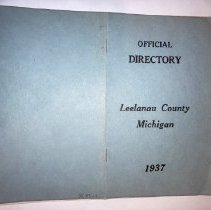 OFFICIAL
DIRECTORY
Leelanau County
Michigan
1937